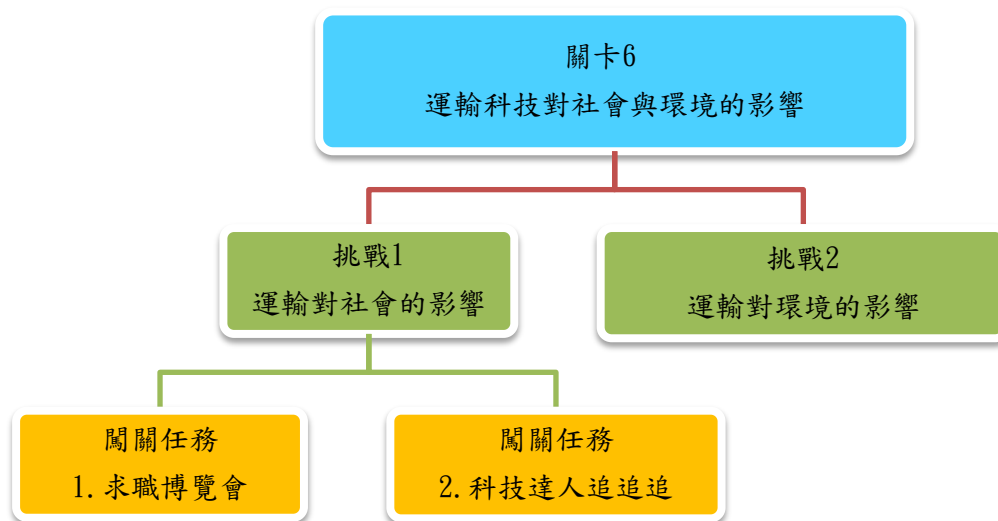 關卡6
運輸科技對社會與環境的影響
挑戰1
運輸對社會的影響
挑戰2
運輸對環境的影響
闖關任務
1.求職博覽會
闖關任務
2.科技達人追追追